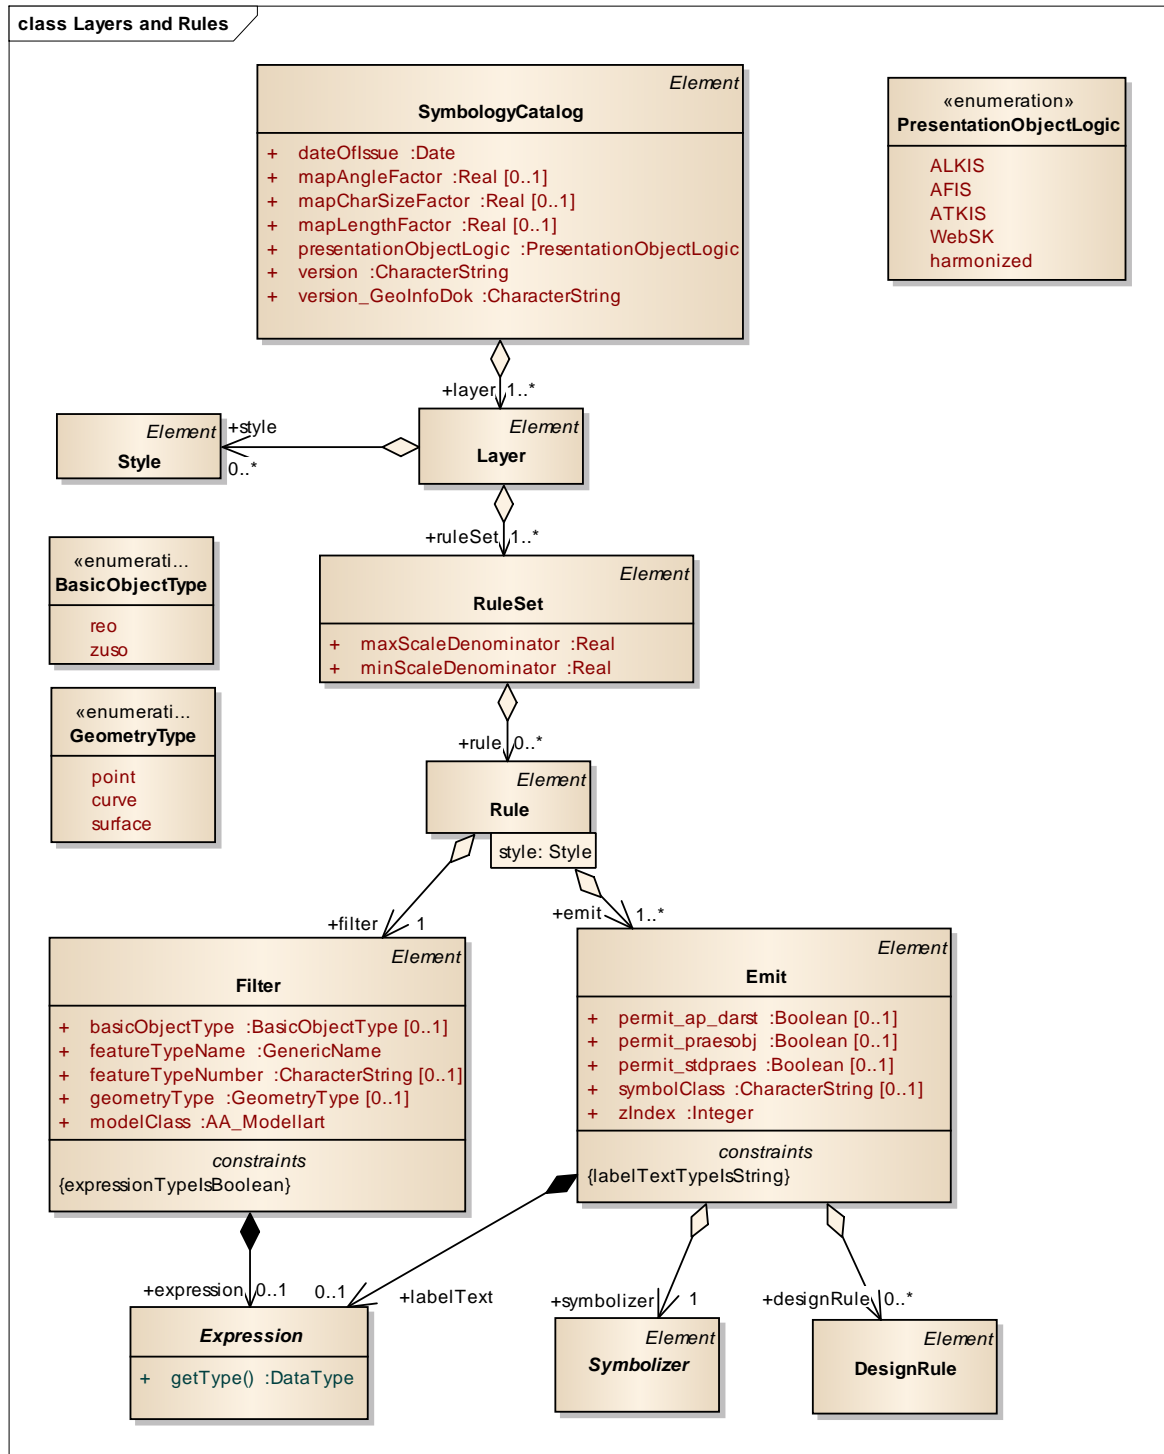 class Layers and Rules
Element
SymbologyCatalog
+ dateOfIssue :Date
+ mapAngleFactor :Real [0..1]
+ mapCharSizeFactor :Real [0..1]
+ mapLengthFactor :Real [0..1]
+ presentationObjectLogic :PresentationObjectLogic
+ version :CharacterString
+ version_GeoInfoDok :CharacterString
«enumeration»
PresentationObjectLogic
ALKIS
AFIS
ATKIS
WebSK
harmonized
+layer 1..*
Element
Style
+style
0..*
Element
Layer
+ruleSet 1..*
«enumerati...
BasicObjectType
reo
zuso
Element
RuleSet
+ maxScaleDenominator :Real
+ minScaleDenominator :Real
«enumerati...
GeometryType
point
curve
surface
+rule 0..*
Element
Rule
style: Style
+filter 1
+emit 1..*
Element
Filter
+ basicObjectType :BasicObjectType [0..1]
+ featureTypeName :GenericName
+ featureTypeNumber :CharacterString [0..1]
+ geometryType :GeometryType [0..1]
+ modelClass :AA_Modellart
constraints
{expressionTypeIsBoolean}
Element
Emit
+ permit_ap_darst :Boolean [0..1]
+ permit_praesobj :Boolean [0..1]
+ permit_stdpraes :Boolean [0..1]
+ symbolClass :CharacterString [0..1]
+ zIndex :Integer
constraints
{labelTextTypeIsString}
+expression 0..1
0..1 +labelText
+symbolizer 1
+designRule 0..*
Expression
+ getType() :DataType
Element
Symbolizer
Element
DesignRule